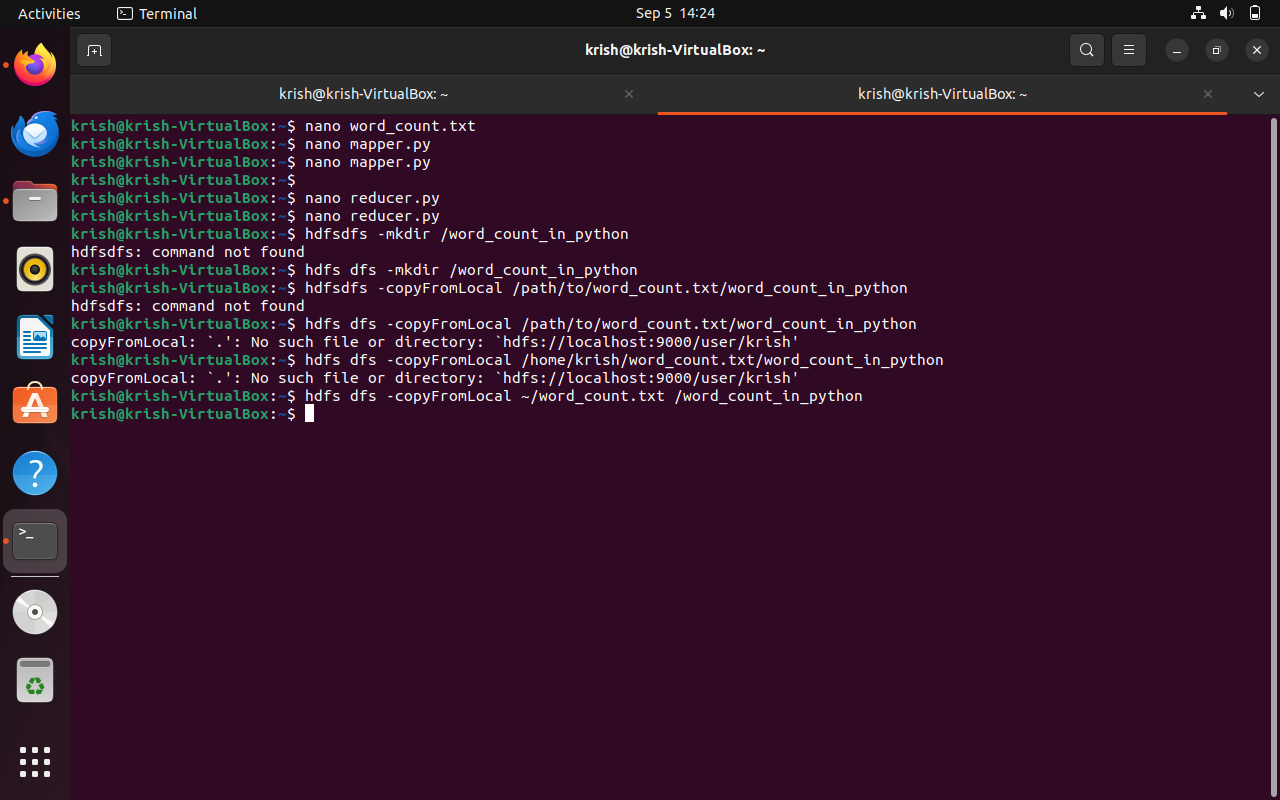 Activities
Terminal
Sep 5 14:24
krish@krish-VirtualBox: ~
krish@krish-VirtualBox: ~
krish@krish-VirtualBox: ~
krish@krish-VirtualBox:~$ nano word_count.txt
krish@krish-VirtualBox:~$ nano mapper.py
krish@krish-VirtualBox:~$ nano mapper.py
krish@krish-VirtualBox:~$
krish@krish-VirtualBox:~$ nano reducer.py
krish@krish-VirtualBox:~$ nano reducer.py
krish@krish-VirtualBox:~$ hdfsdfs -mkdir /word_count_in_python
hdfsdfs: command not found
krish@krish-VirtualBox:~$ hdfs dfs -mkdir /word_count_in_python
krish@krish-VirtualBox:~$ hdfsdfs -copyFromLocal /path/to/word_count.txt/word_count_in_python
hdfsdfs: command not found
krish@krish-VirtualBox:~$ hdfs dfs -copyFromLocal /path/to/word_count.txt/word_count_in_python
copyFromLocal: `.': No such file or directory: `hdfs://localhost:9000/user/krish'
krish@krish-VirtualBox:~$ hdfs dfs -copyFromLocal /home/krish/word_count.txt/word_count_in_python
copyFromLocal: `.': No such file or directory: `hdfs://localhost:9000/user/krish'
krish@krish-VirtualBox:~$ hdfs dfs -copyFromLocal ~/word_count.txt /word_count_in_python
krish@krish-VirtualBox:~$